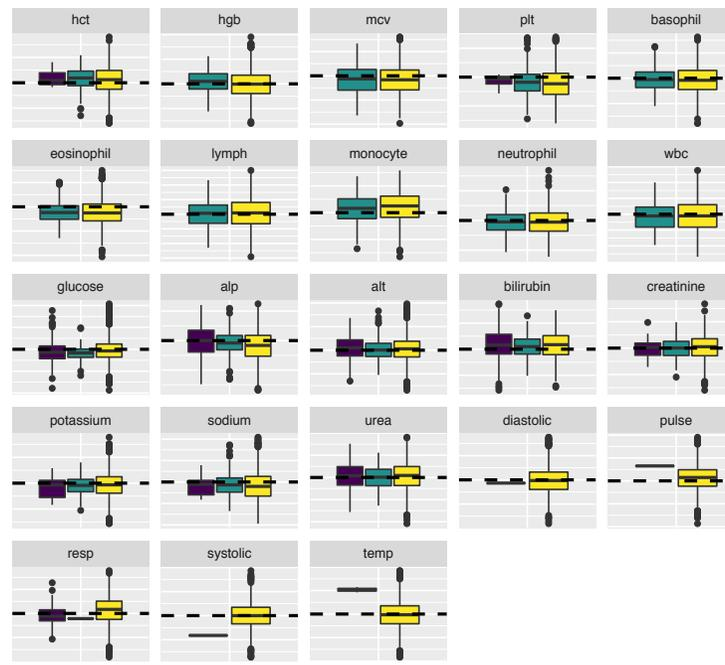 hct hgb mcv plt basophil
eosinophil lymph monocyte neutrophil wbc
glucose alp alt bilirubin creatinine
potassium sodium urea diastolic pulse
resp systolic temp